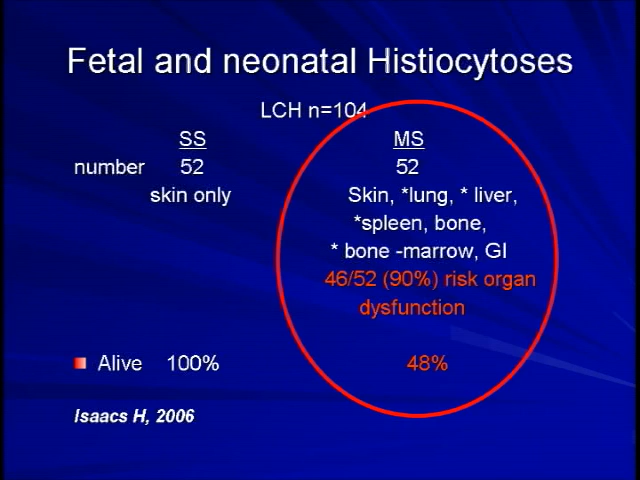 Fetal and neonatal Histiocytoses
LCH n=104
SS MS
number 52 52
skin only Skin, *lung, * liver,
*spleen, bone,
* bone -marrow, GI
46/52 (90%) risk organ
dysfunction
Alive 100% 48%
Isaacs H, 2006